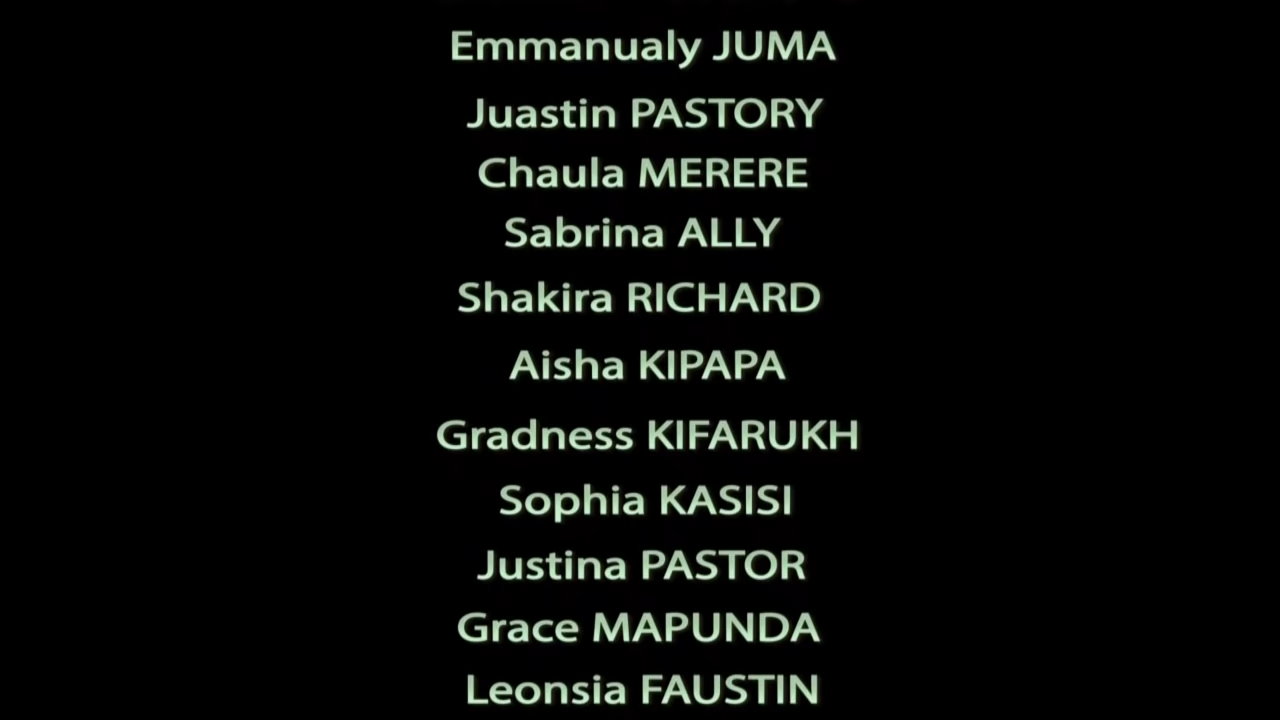 Emmanualy JUMA
Juastin PASTORY
Chaula MERERE
Sabrina ALLY
Shakira RICHARD
Aisha KIPAPA
Gradness KIFARUKH
Sophia KASISI
Justina PASTOR
Grace MAPUNDA
Leonsia FAUSTIN